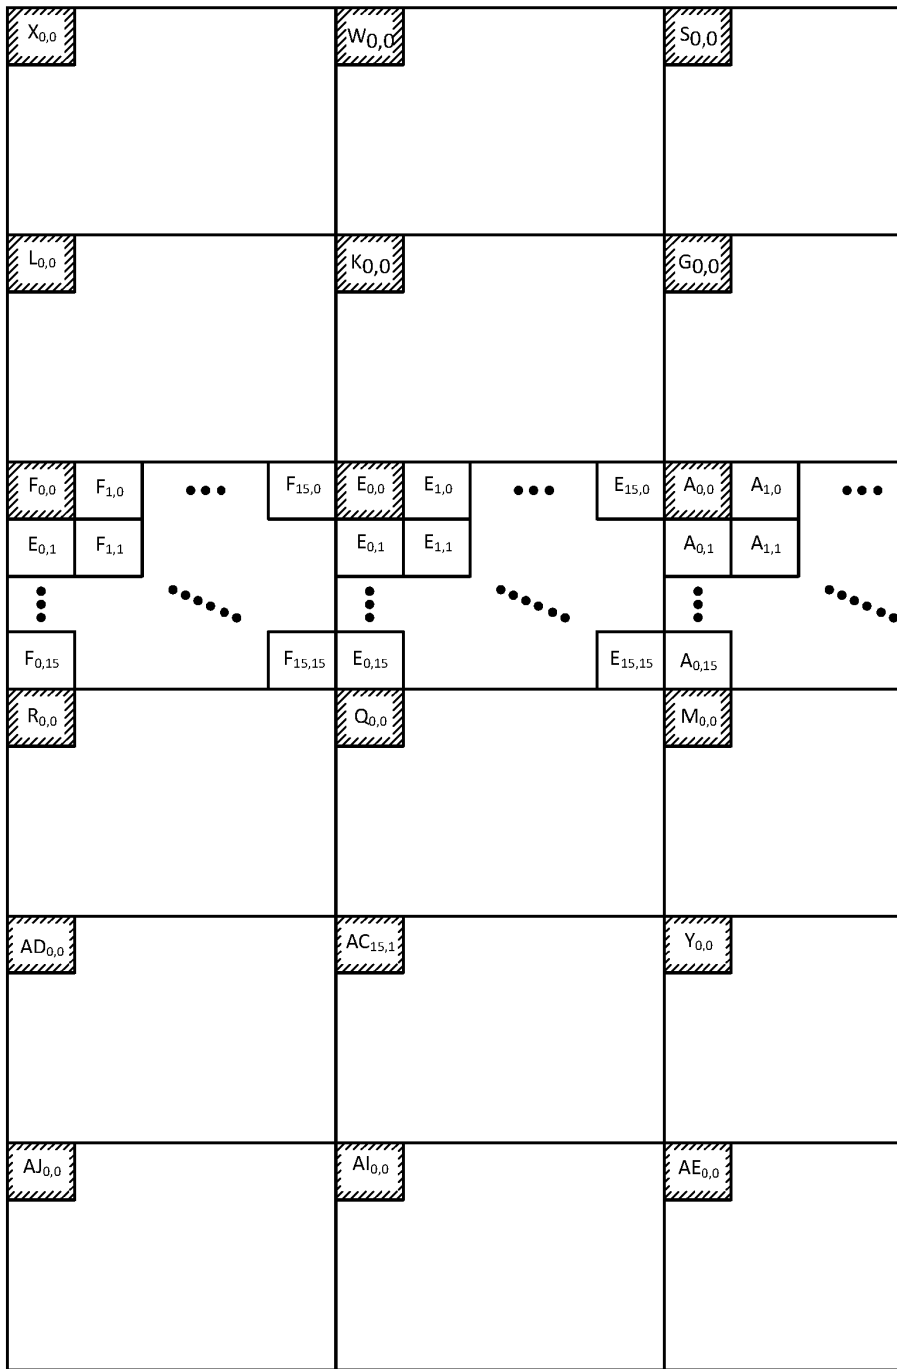 X0,0 W0,0 S0,0
L0,0 K0,0 G0,0
F0,0 F1,0 ••• F15,0 E0,0 E1,0 ••• E15,0 A0,0 A1,0 •••
E0,1 F1,1 E0,1 E1,1 A0,1 A1,1
F0,15 F15,15 E0,15 E15,15 A0,15
R0,0 Q0,0 M0,0
AD0,0 AC15,1 Y0,0
AJ0,0 AI0,0 AE0,0